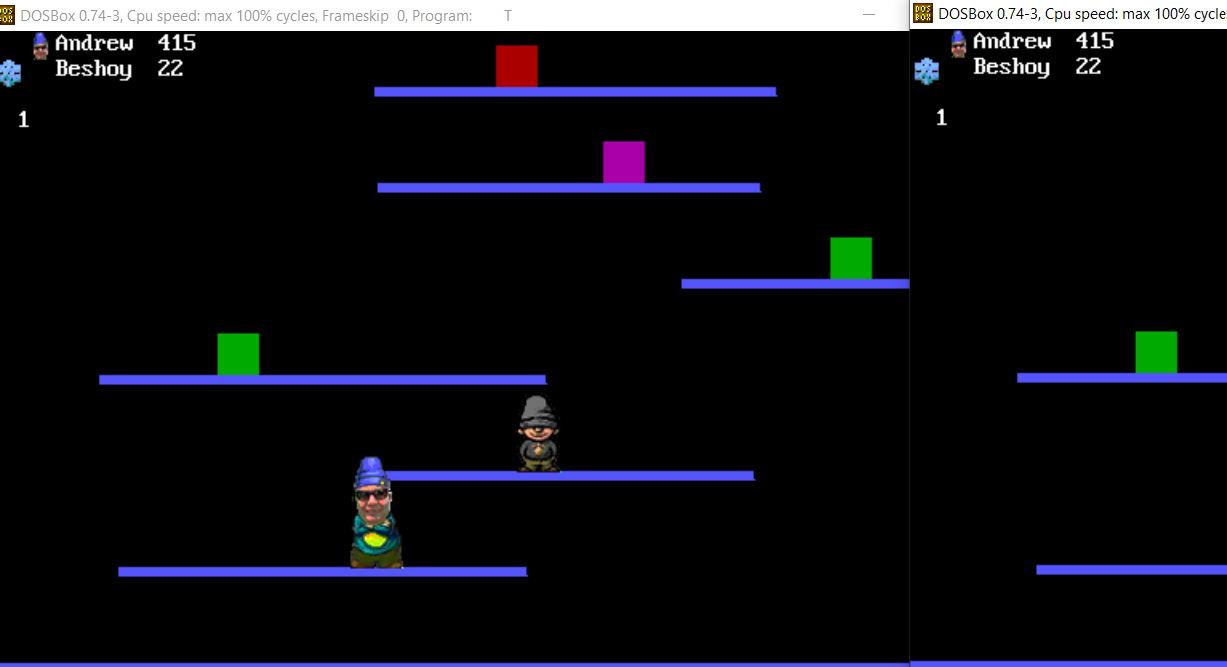 DOSBox 0.74-3, Cpu speed: max 100% cycles, Frameskip 0, Program: T
Andrew 415
Beshoy 22
1
DOSBox 0.74-3, Cpu speed: max 100% cycle
Andrew 415
Beshoy 22
1